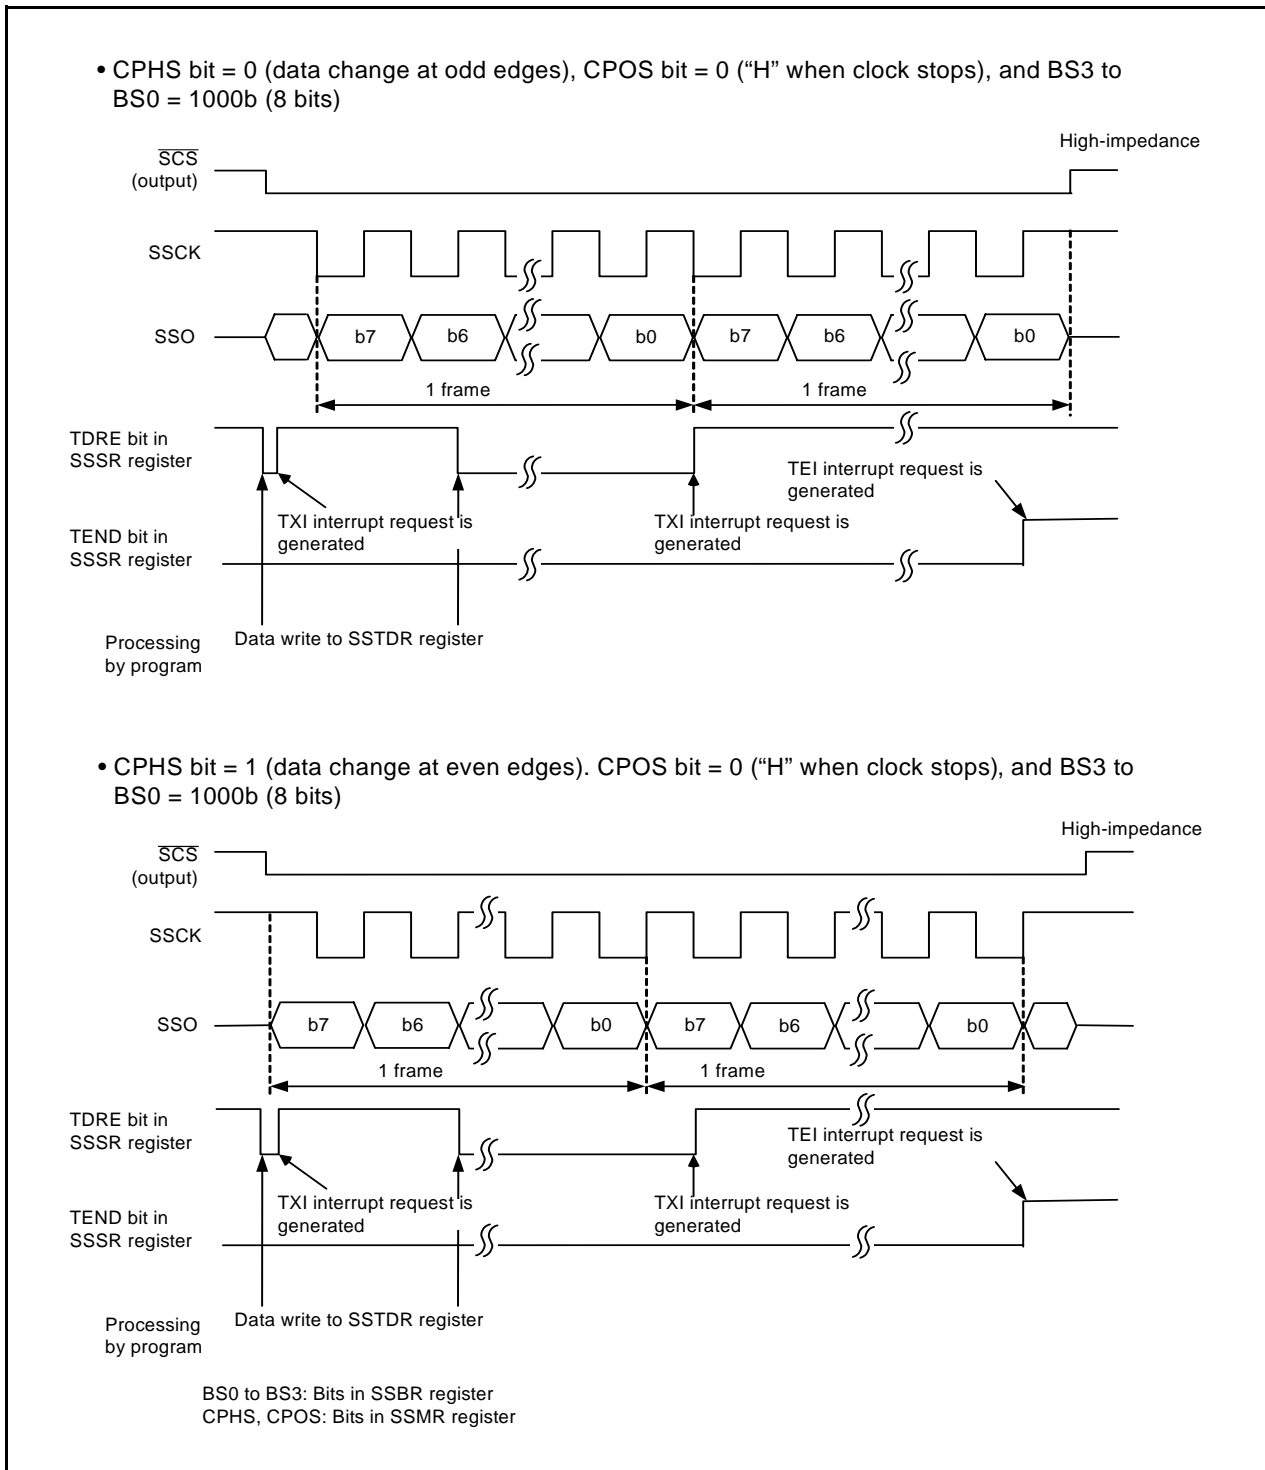 • CPHS bit = 0 (data change at odd edges), CPOS bit = 0 (“H” when clock stops), and BS3 to
BS0 = 1000b (8 bits)
High-impedance
SCS
(output)
SSCK
SSO
b7
b6
b0
b7
b6
b0
1 frame
1 frame
TDRE bit in
SSSR register
TEI interrupt request is
generated
TXI interrupt request is
generated
TXI interrupt request is
generated
TEND bit in
SSSR register
Processing
by program
Data write to SSTDR register
• CPHS bit = 1 (data change at even edges). CPOS bit = 0 (“H” when clock stops), and BS3 to
BS0 = 1000b (8 bits)
High-impedance
SCS
(output)
SSCK
SSO
b7
b6
b0
b7
b6
b0
1 frame
1 frame
TDRE bit in
SSSR register
TEI interrupt request is
generated
TXI interrupt request is
generated
TXI interrupt request is
generated
TEND bit in
SSSR register
Processing
by program
Data write to SSTDR register
BS0 to BS3: Bits in SSBR register
CPHS, CPOS: Bits in SSMR register